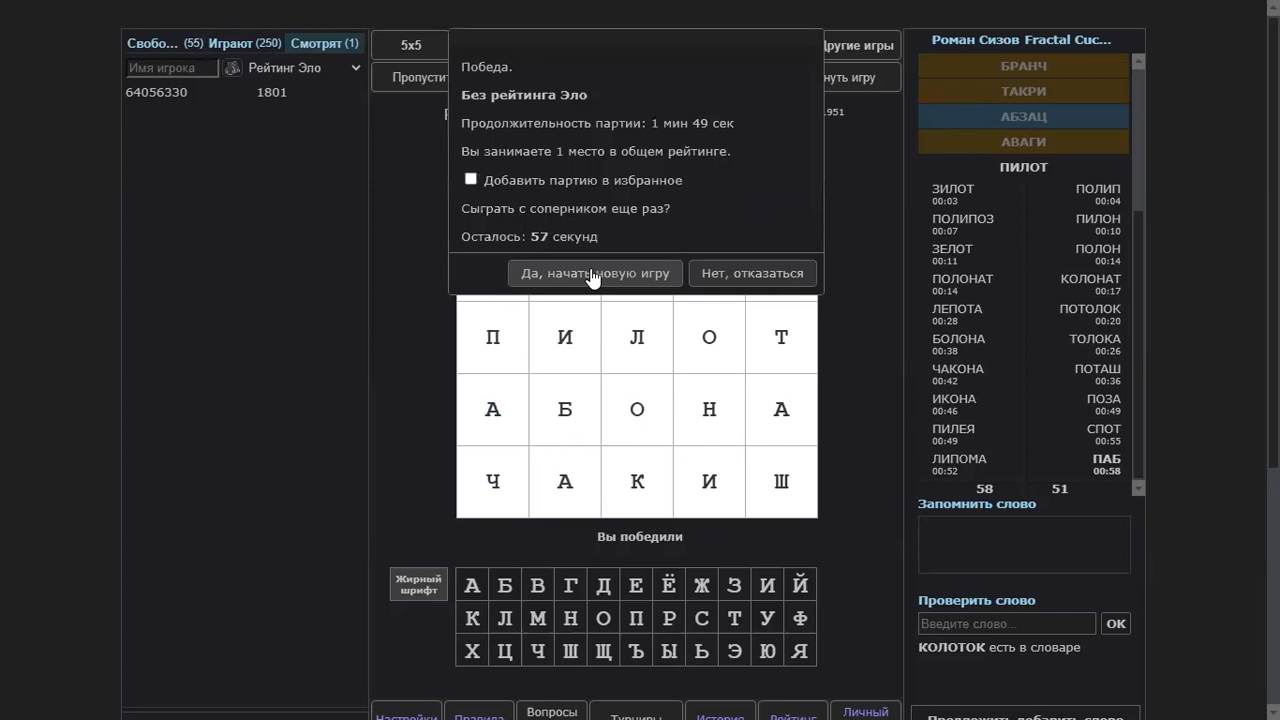 Свобо... (55) Играют (250) Смотрят (1)
Имя игрока Рейтинг Эло
64056330 1801
5x5
Другие игры
Пропустит
нуть игру
951
Победа.
Без рейтинга Эло
Продолжительность партии: 1 мин 49 сек
Вы занимаете 1 место в общем рейтинге.
Добавить партию в избранное
Сыграть с соперником еще раз?
Осталось: 57 секунд
Да, начать новую игру
Нет, отказаться
П И Л О Т
А Б О Н А
Ч А К И Ш
Вы победили
Жирный
шрифт
А Б В Г Д Е Ё Ж З И Й
К Л М Н О П Р С Т У Ф
Х Ц Ч Ш Щ Ъ Ы Ь Э Ю Я
Настройки
Правила
Вопросы
Турниры
История
Рейтинг
Личный
Роман Сизов Fractal Cuc...
БРАНЧ
ТАКРИ
АБЗАЦ
АВАГИ
ПИЛОТ
ЗИЛОТ ПОЛИП
00:03 00:04
ПОЛИПОЗ ПИЛОН
00:07 00:10
ЗЕЛОТ ПОЛОН
00:11 00:14
ПОЛОНАТ КОЛОНАТ
00:14 00:17
ЛЕПОТА ПОТОЛОК
00:28 00:20
БОЛОНА ТОЛОКА
00:38 00:26
ЧАКОНА ПОТАШ
00:42 00:36
ИКОНА ПОЗА
00:46 00:49
ПИЛЕЯ СПОТ
00:49 00:55
ЛИПОМА ПАБ
00:52 00:58
58 51
Запомнить слово
Проверить слово
Введите слово...
OK
КОЛОТОК есть в словаре
Предложить добавить слово